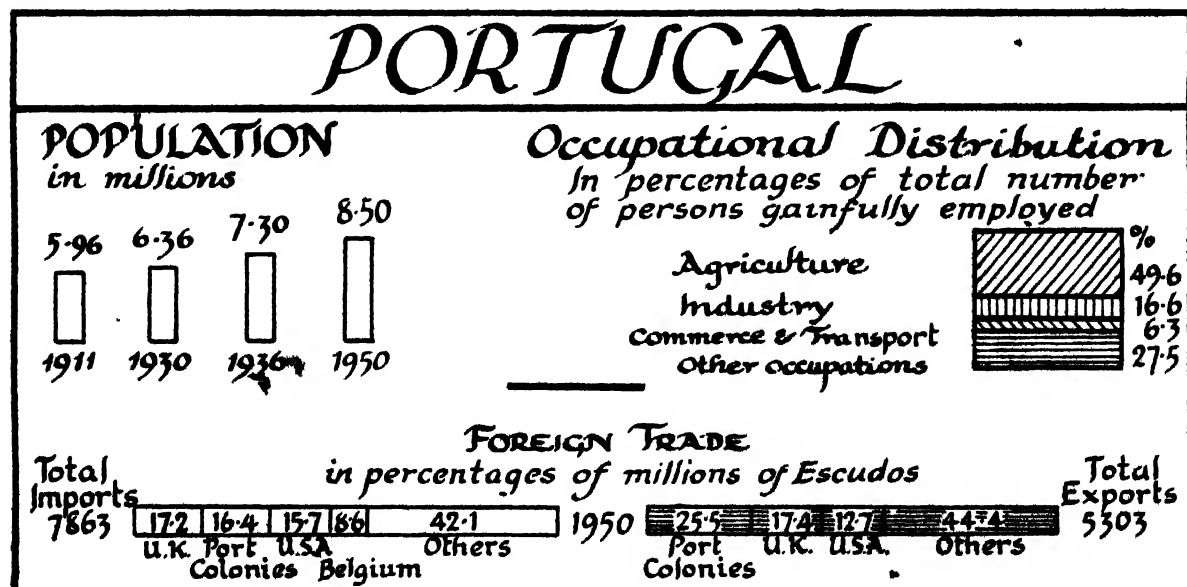 PORTUGAL
POPULATION
in millions
5·96 6·36 7·30 8·50
1911 1930 1936 1950
Occupational Distribution
In percentages of total number
of persons gainfully employed
%
Agriculture 49·6
Industry 16·6
Commerce & Transport 6·3
Other occupations 27·5
FOREIGN TRADE
in percentages of millions of Escudos
Total
Imports
7863
17·2 16·4 15·7 8·6 42·1
U.K. Port U.S.A Others
Colonies Belgium
1950
25·5 17·4 12·7 44·4
Port U.K. U.S.A. Others
Colonies
Total
Exports
5303